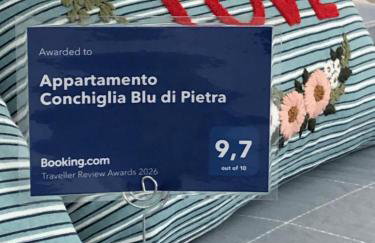 Awarded to
Appartamento
Conchiglia Blu di Pietra
Booking.com
Traveller Review Awards 2026
9,7
out of 10